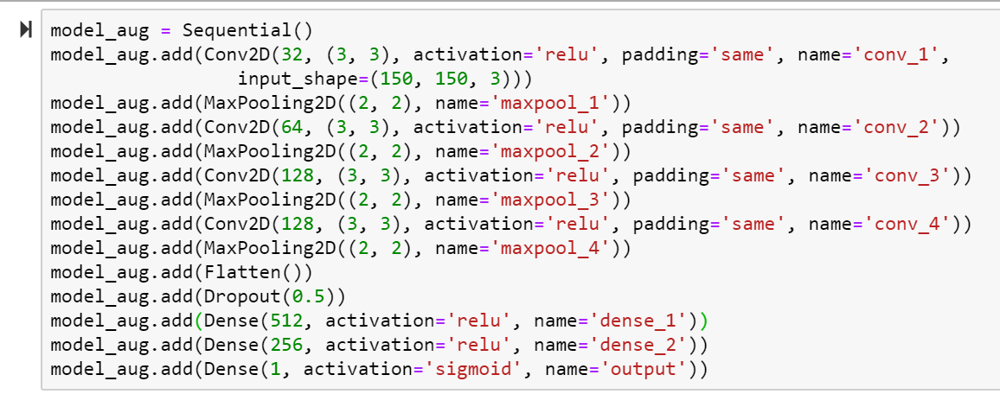 model_aug = Sequential()
model_aug.add(Conv2D(32, (3, 3), activation='relu', padding='same', name='conv_1',
                 input_shape=(150, 150, 3)))
model_aug.add(MaxPooling2D((2, 2), name='maxpool_1'))
model_aug.add(Conv2D(64, (3, 3), activation='relu', padding='same', name='conv_2'))
model_aug.add(MaxPooling2D((2, 2), name='maxpool_2'))
model_aug.add(Conv2D(128, (3, 3), activation='relu', padding='same', name='conv_3'))
model_aug.add(MaxPooling2D((2, 2), name='maxpool_3'))
model_aug.add(Conv2D(128, (3, 3), activation='relu', padding='same', name='conv_4'))
model_aug.add(MaxPooling2D((2, 2), name='maxpool_4'))
model_aug.add(Flatten())
model_aug.add(Dropout(0.5))
model_aug.add(Dense(512, activation='relu', name='dense_1'))
model_aug.add(Dense(256, activation='relu', name='dense_2'))
model_aug.add(Dense(1, activation='sigmoid', name='output'))